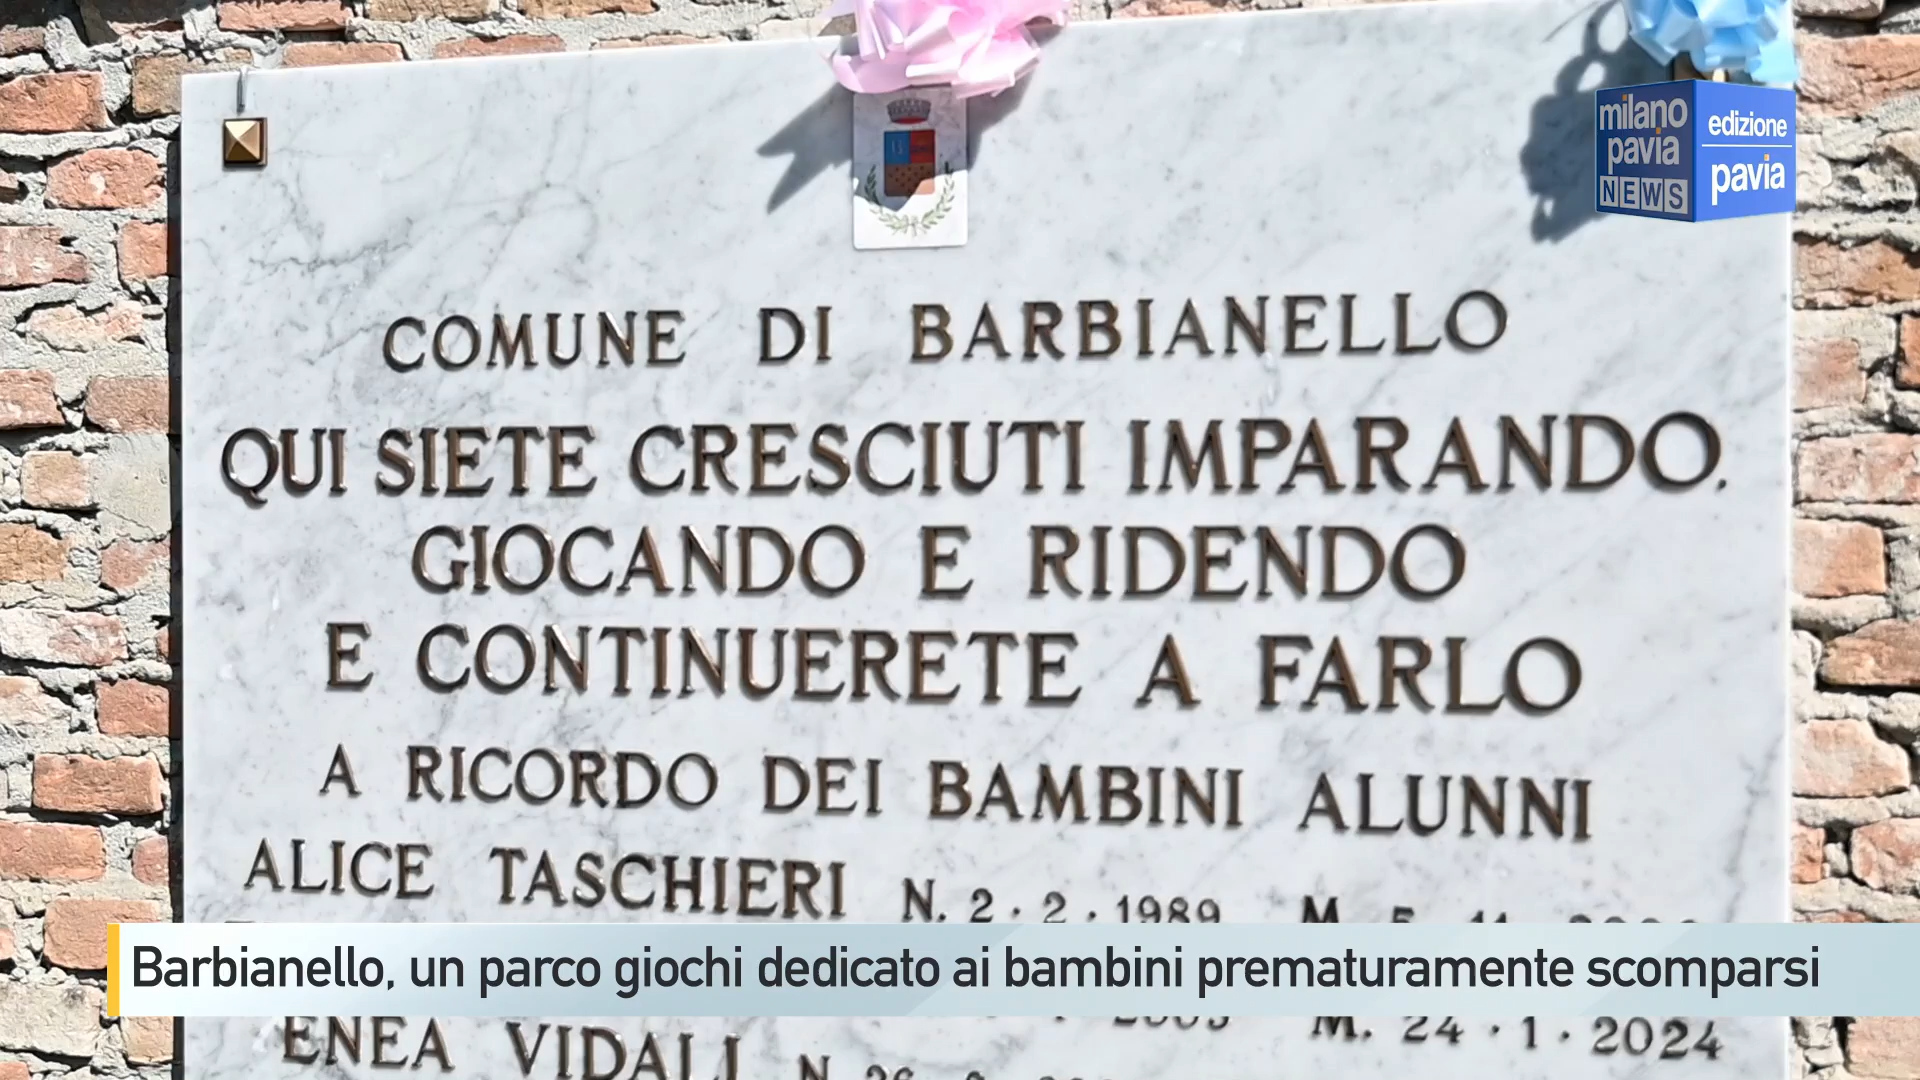 milano
pavia
NEWS
edizione
pavia
COMUNE DI BARBIANELLO
QUI SIETE CRESCIUTI IMPARANDO,
GIOCANDO E RIDENDO
E CONTINUERETE A FARLO
A RICORDO DEI BAMBINI ALUNNI
ALICE TASCHIERI N. 2.2.1989 M.
Barbianello, un parco giochi dedicato ai bambini prematuramente scomparsi
M. 24.1.2024
ENEA VIDALI N.